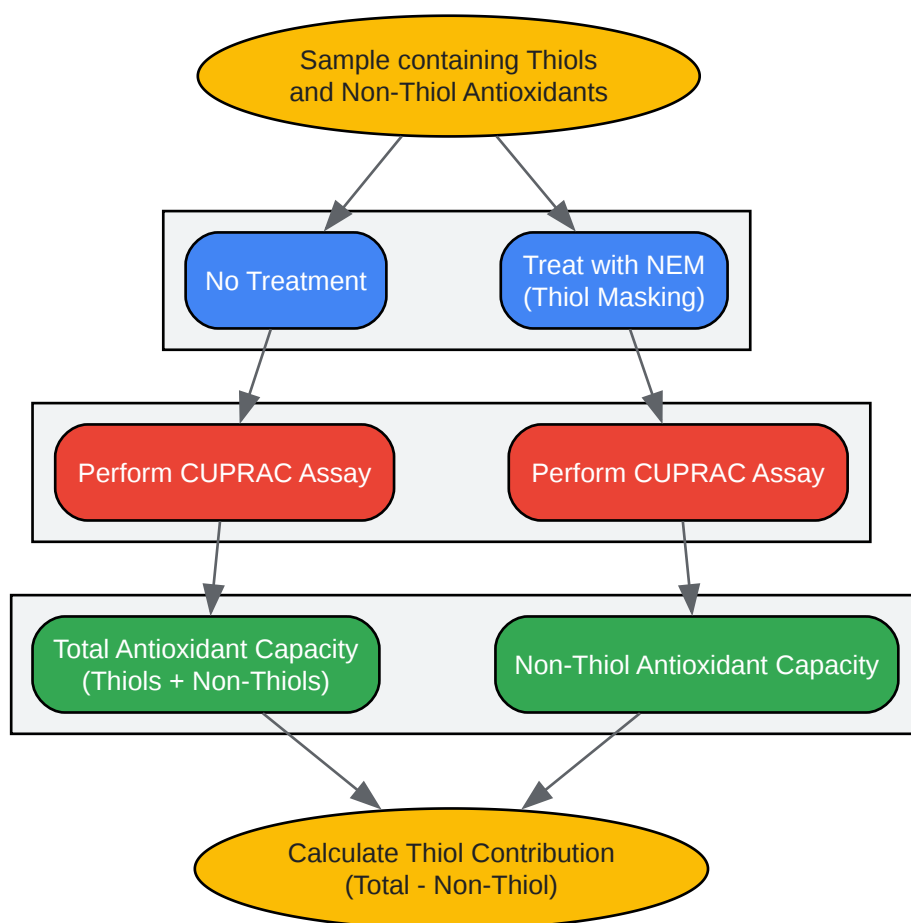 Sample containing Thiols
and Non-Thiol Antioxidants
No Treatment
Treat with NEM
(Thiol Masking)
Perform CUPRAC Assay
Perform CUPRAC Assay
Total Antioxidant Capacity
(Thiols + Non-Thiols)
Non-Thiol Antioxidant Capacity
Calculate Thiol Contribution
(Total - Non-Thiol)